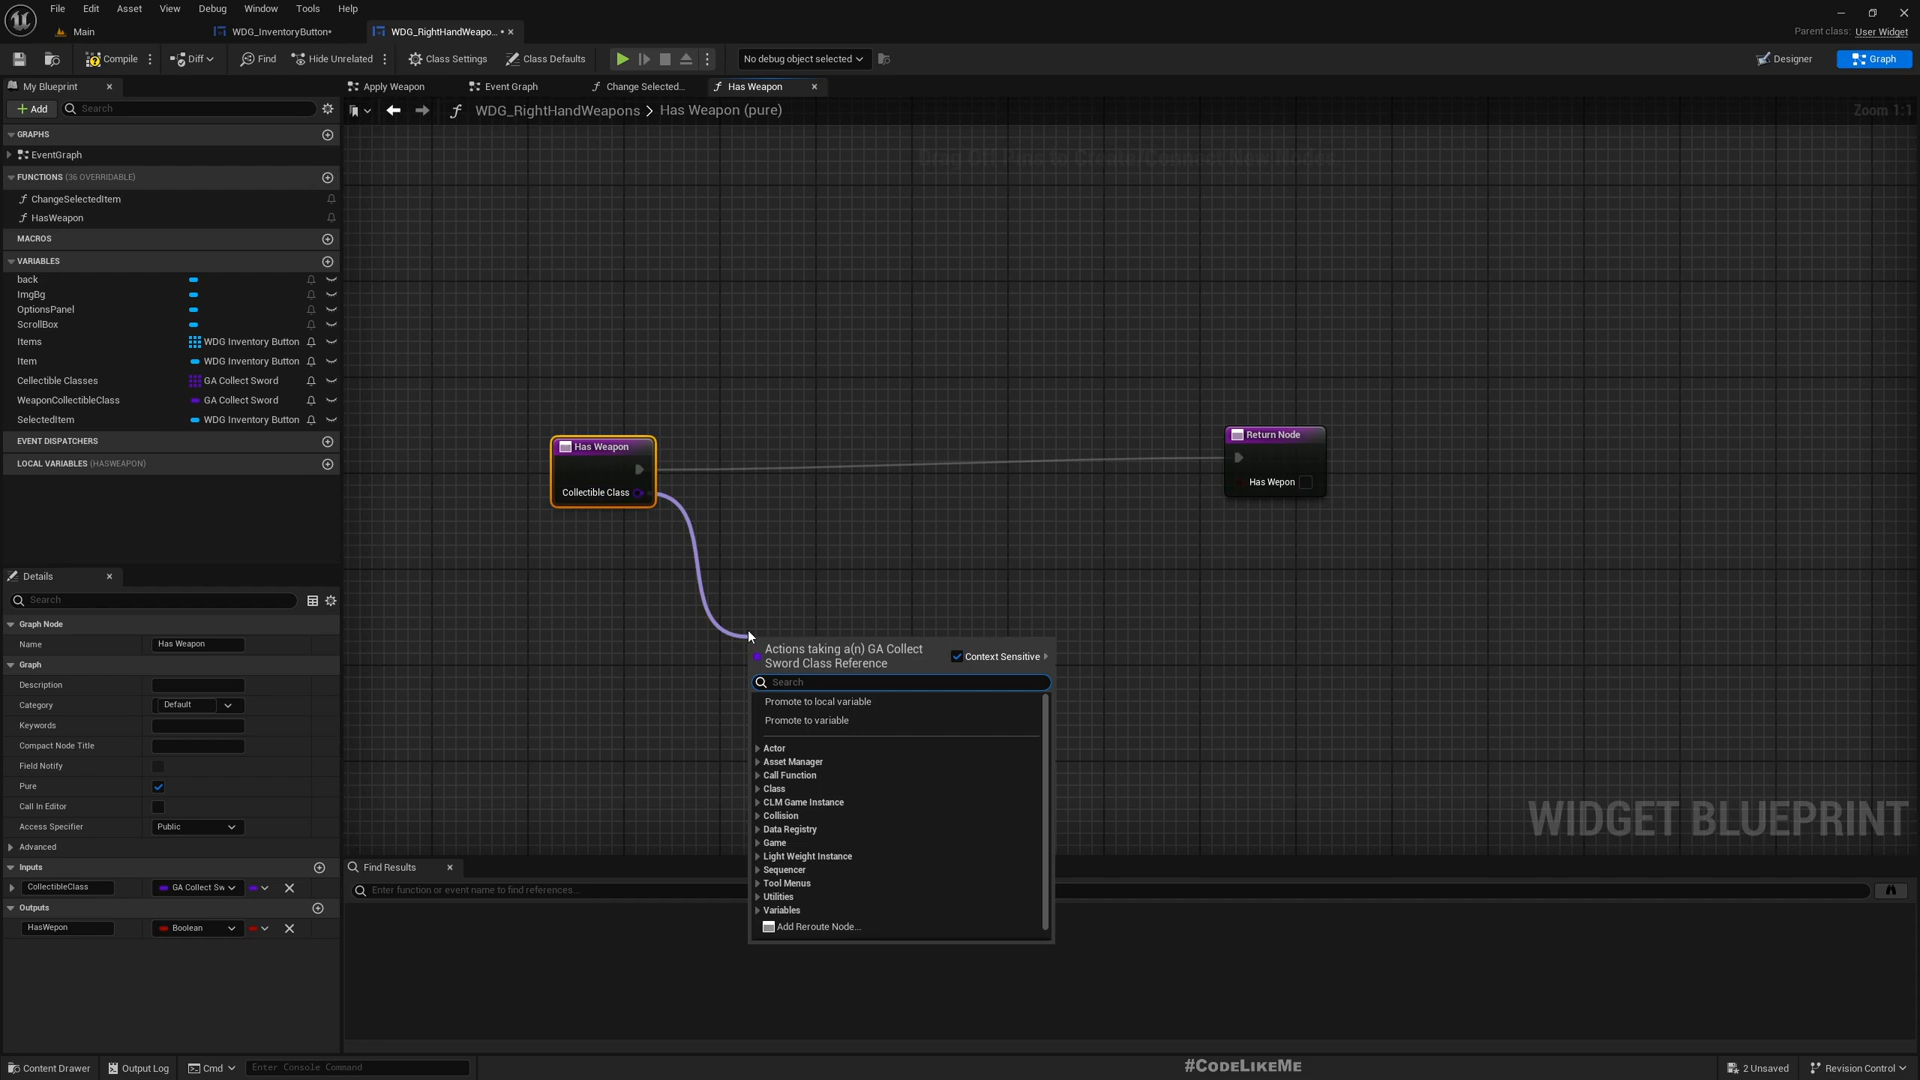 File Edit Asset View Debug Window Tools Help
Main WDG_InventoryButton• WDG_RightHandWeapo... •
Parent class: User Widget
Compile Diff Find Hide Unrelated Class Settings Class Defaults No debug object selected Designer Graph
My Blueprint Apply Weapon Event Graph Change Selected... Has Weapon
Add Search WDG_RightHandWeapons > Has Weapon (pure) Zoom 1:1
GRAPHS
Drag Off Pins to Create/Connect New Nodes
EventGraph
FUNCTIONS (36 OVERRIDABLE)
ChangeSelectedItem
HasWeapon
MACROS
VARIABLES
back
ImgBg
OptionsPanel
ScrollBox
Items WDG Inventory Button
Item WDG Inventory Button
Cellectible Classes GA Collect Sword
WeaponCollectibleClass GA Collect Sword
SelectedItem WDG Inventory Button
EVENT DISPATCHERS
LOCAL VARIABLES (HASWEAPON)
Has Weapon
Collectible Class
Return Node
Has Wepon
Details
Search
Graph Node
Name Has Weapon
Graph
Description
Category Default
Keywords
Compact Node Title
Field Notify
Pure
Call In Editor
Access Specifier Public
Advanced
Inputs
CollectibleClass GA Collect Sw
Outputs
HasWepon Boolean
Actions taking a(n) GA Collect
Sword Class Reference
Context Sensitive
Search
Promote to local variable
Promote to variable
Actor
Asset Manager
Call Function
Class
CLM Game Instance
Collision
Data Registry
Game
Light Weight Instance
Sequencer
Tool Menus
Utilities
Variables
Add Reroute Node...
WIDGET BLUEPRINT
Find Results
Enter function or event name to find references...
Content Drawer Output Log Cmd Enter Console Command #CODELIKEME 2 Unsaved Revision Control